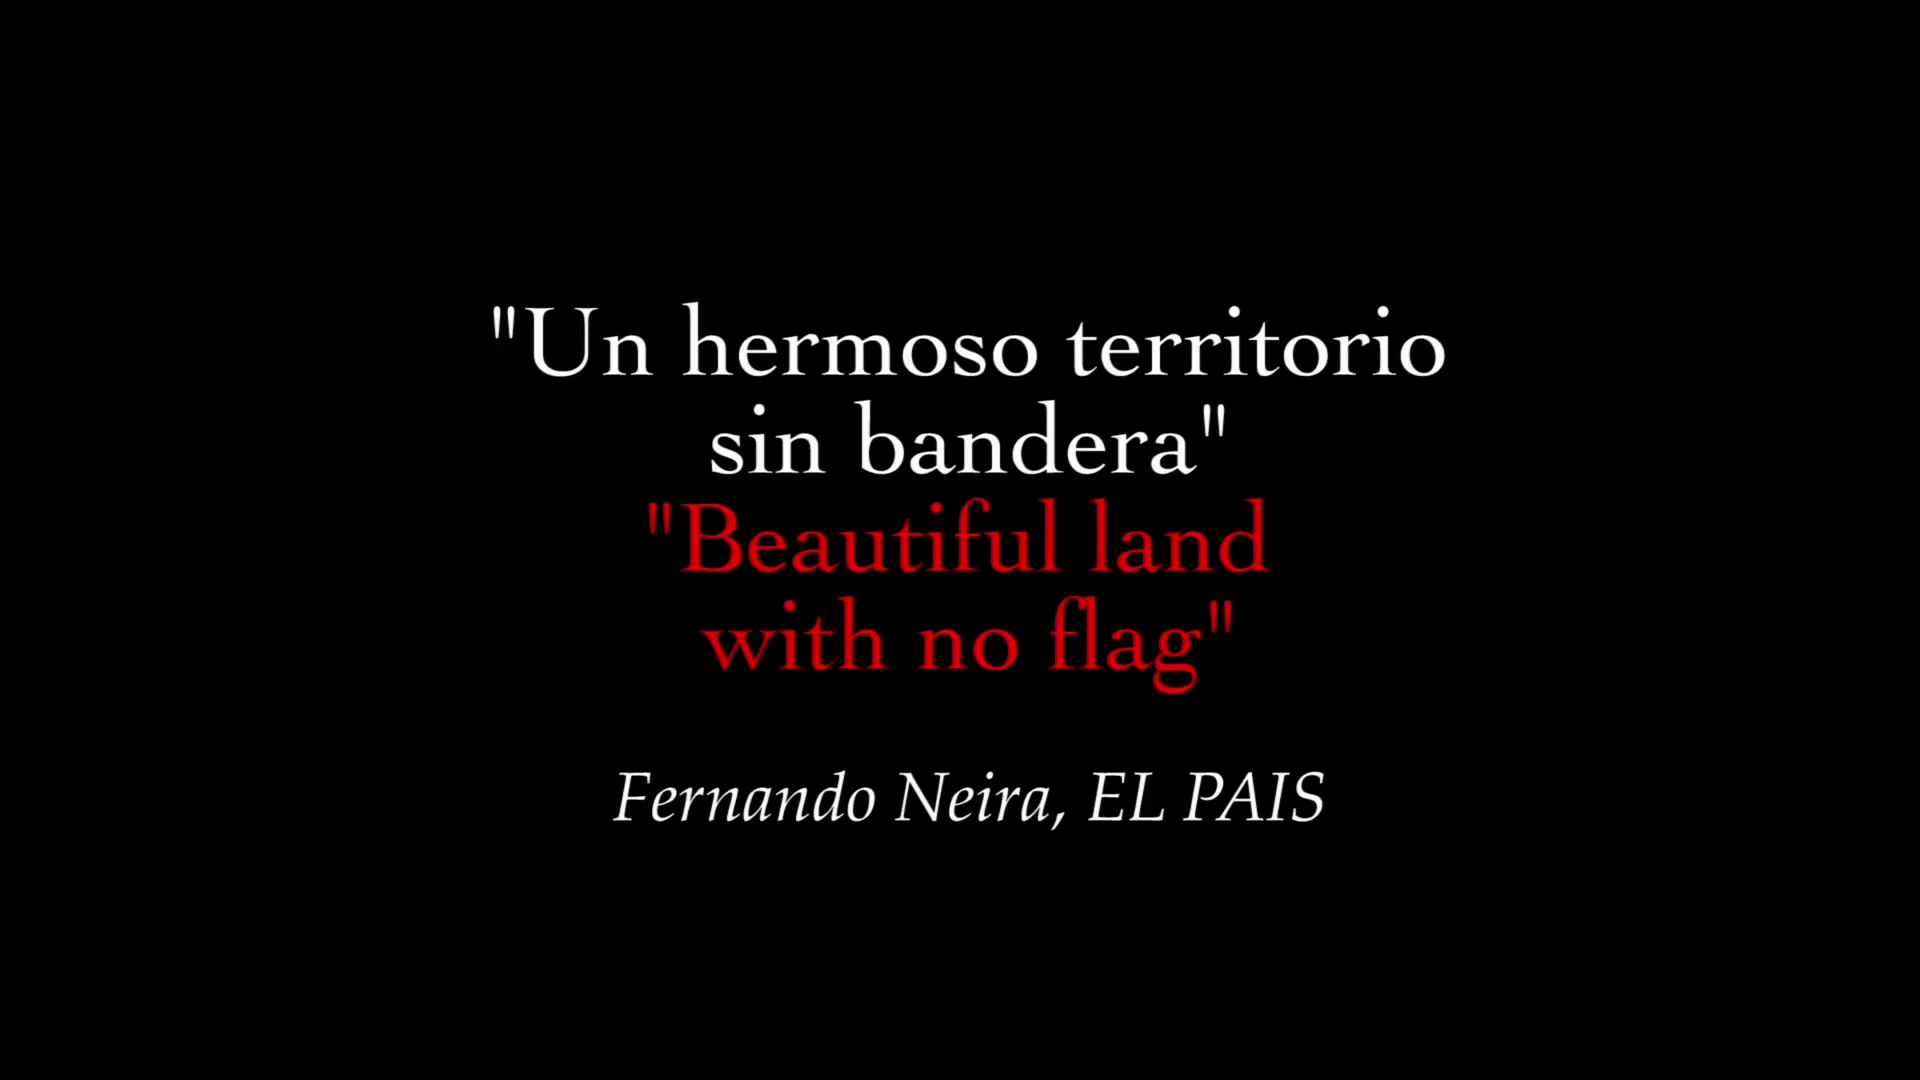 "Un hermoso territorio
sin bandera"
"Beautiful land
with no flag"
Fernando Neira, EL PAIS